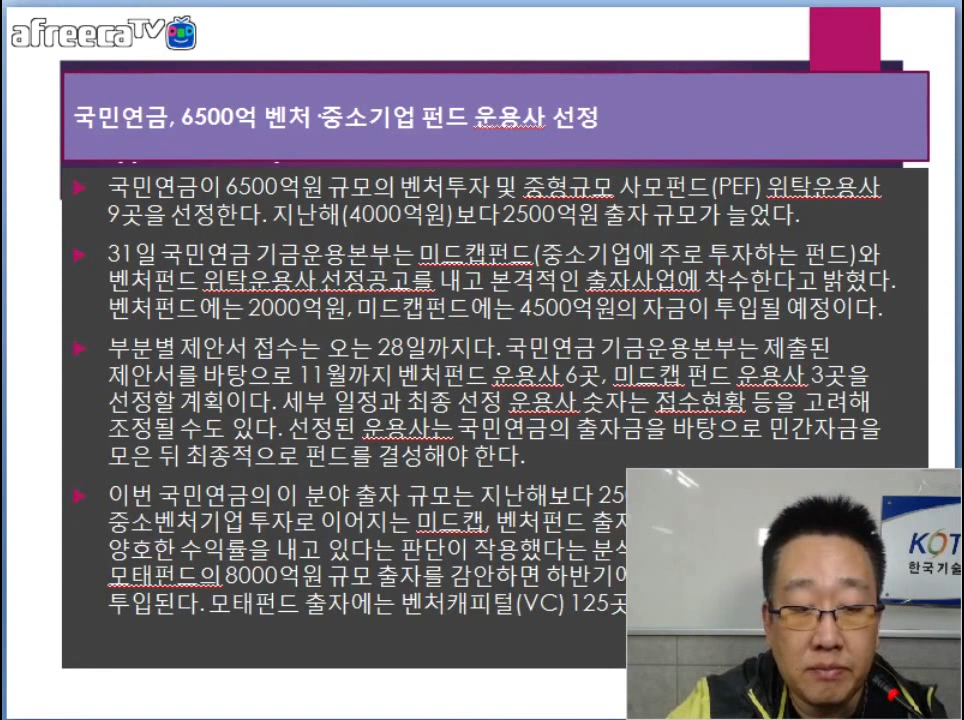 afreecaTV
국민연금, 6500억 벤처·중소기업 펀드 운용사 선정
국민연금이 6500억원 규모의 벤처투자 및 중형규모 사모펀드(PEF) 위탁운용사
9곳을 선정한다. 지난해(4000억원)보다2500억원 출자 규모가 늘었다.
31일 국민연금 기금운용본부는 미드캡펀드(중소기업에 주로 투자하는 펀드)와
벤처펀드 위탁운용사 선정공고를 내고 본격적인 출자사업에 착수한다고 밝혔다.
벤처펀드에는 2000억원, 미드캡펀드에는 4500억원의 자금이 투입될 예정이다.
부분별 제안서 접수는 오는 28일까지다. 국민연금 기금운용본부는 제출된
제안서를 바탕으로 11월까지 벤처펀드 운용사 6곳, 미드캡 펀드 운용사 3곳을
선정할 계획이다. 세부 일정과 최종 선정 운용사 숫자는 접수현황 등을 고려해
조정될 수도 있다. 선정된 운용사는 국민연금의 출자금을 바탕으로 민간자금을
모은 뒤 최종적으로 펀드를 결성해야 한다.
이번 국민연금의 이 분야 출자 규모는 지난해보다 25
중소벤처기업 투자로 이어지는 미드캡, 벤처펀드 출자
양호한 수익률을 내고 있다는 판단이 작용했다는 분석
모태펀드의 8000억원 규모 출자를 감안하면 하반기에
투입된다. 모태펀드 출자에는 벤처캐피털(VC) 125곳
KOT
한국기술